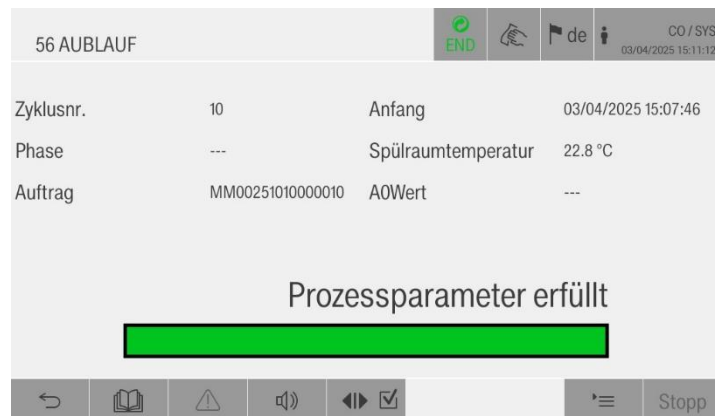 56 AUBLAUF
END
de
CO / SYS
03/04/2025 15:11:12
Zyklusnr. 10 Anfang 03/04/2025 15:07:46
Phase --- Spülraumtemperatur 22.8 °C
Auftrag MM00251010000010 A0Wert ---
Prozessparameter erfüllt
Stopp